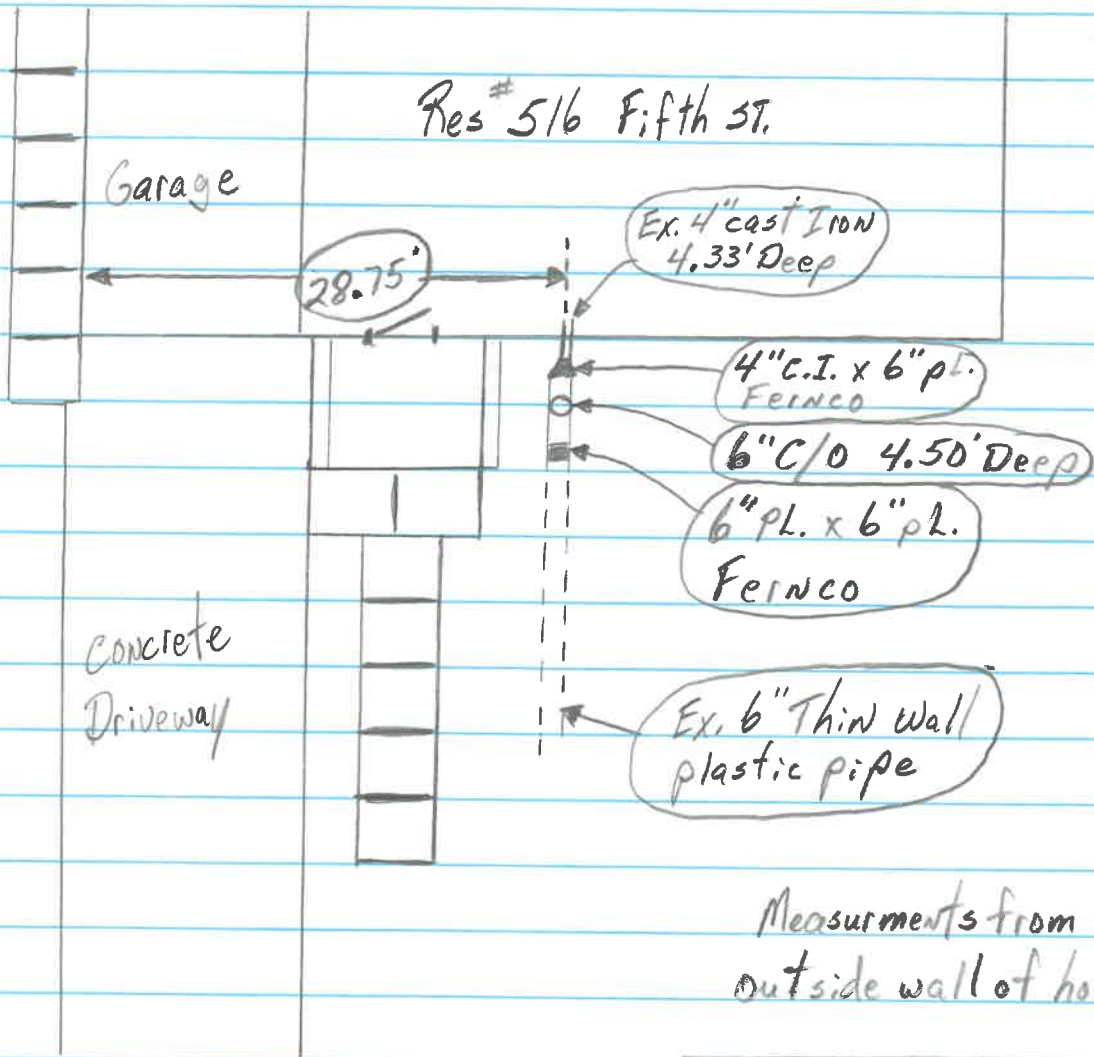 Res # 516 Fifth ST.
Garage
Ex. 4" cast Iron
4.33' Deep
28.75'
4" C.I. x 6" pL.
Fernco
6" C/O 4.50' Deep
6" PL. x 6" pL.
Fernco
Concrete
Driveway
Ex. 6" Thin wall
plastic pipe
Measurments from
outside wall of ho